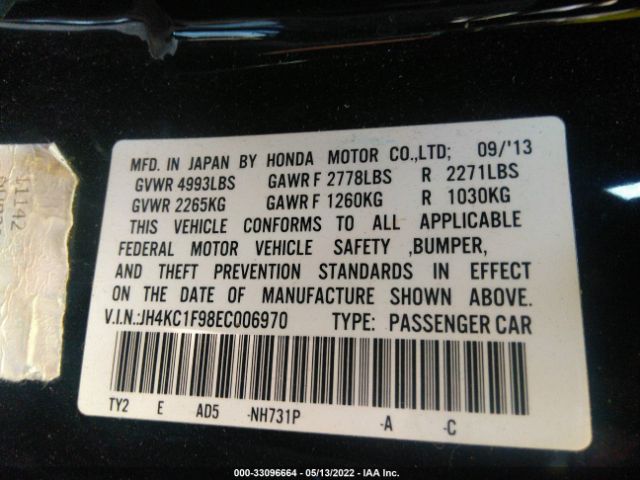 MFD. IN JAPAN BY HONDA MOTOR CO.,LTD; 09/'13
GVWR 4993LBS GAWR F 2778LBS R 2271LBS
GVWR 2265KG GAWR F 1260KG R 1030KG
THIS VEHICLE CONFORMS TO ALL APPLICABLE
FEDERAL MOTOR VEHICLE SAFETY ,BUMPER,
AND THEFT PREVENTION STANDARDS IN EFFECT
ON THE DATE OF MANUFACTURE SHOWN ABOVE.
V.I.N.:JH4KC1F98EC006970 TYPE: PASSENGER CAR
TY2 E AD5 -NH731P -A -C
11142
000-33096664 - 05/13/2022 - IAA Inc.